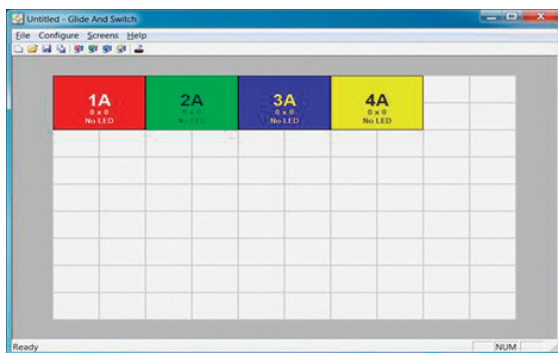 Untitled - Glide And Switch
File Configure Screens Help
1A 2A 3A 4A
0 x 0 0 x 0 0 x 0 0 x 0
No LED No LED No LED No LED
Ready NUM